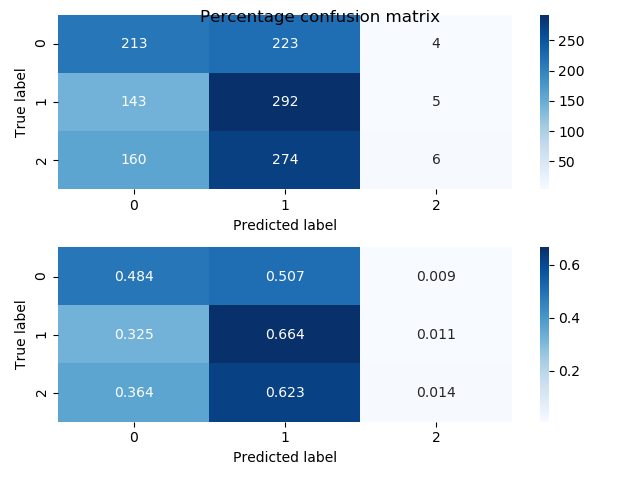 Percentage confusion matrix
True label
0 213 223 4
1 143 292 5
2 160 274 6
0 1 2
Predicted label
250
200
150
100
50
True label
0 0.484 0.507 0.009
1 0.325 0.664 0.011
2 0.364 0.623 0.014
0 1 2
Predicted label
0.6
0.4
0.2